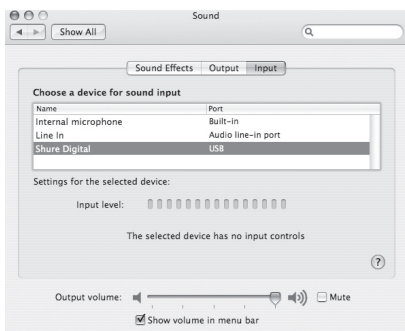 Sound
Show All
Sound Effects Output Input
Choose a device for sound input
Name Port
Internal microphone Built-in
Line In Audio line-in port
Shure Digital USB
Settings for the selected device:
Input level:
The selected device has no input controls
?
Output volume: Mute
Show volume in menu bar